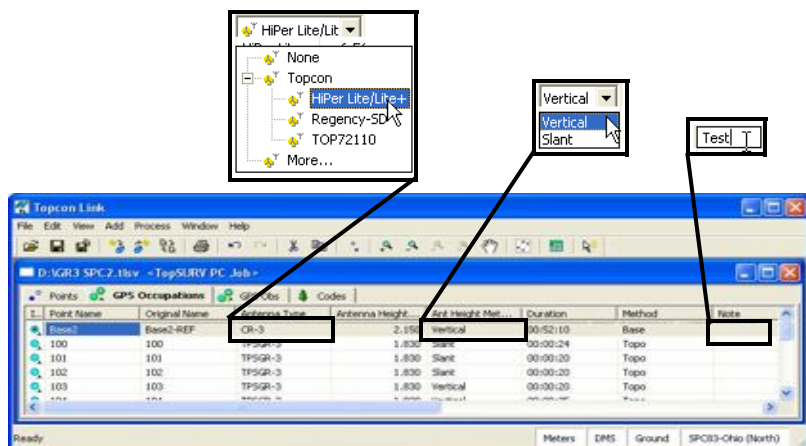 HiPer Lite/Lit
None
Topcon
HiPer Lite/Lite+
Regency-SD
TOP72110
More...
Vertical
Vertical
Slant
Test
Topcon Link
File Edit View Add Process Window Help
D:\GR3 SPC2.tlsv <TopSURV PC Job>
Points GPS Occupations GPS Obs Codes
I... Point Name Original Name Antenna Type Antenna Height... Ant Height Met... Duration Method Note
Base2 Base2-REF CR-3 2.150 Vertical 00:52:10 Base
100 100 TPSGR-3 1.830 Slant 00:00:24 Topo
101 101 TPSGR-3 1.830 Slant 00:00:20 Topo
102 102 TPSGR-3 1.830 Slant 00:00:20 Topo
103 103 TPSGR-3 1.830 Vertical 00:00:20 Topo
Ready Meters DMS Ground SPC83-Ohio (North)